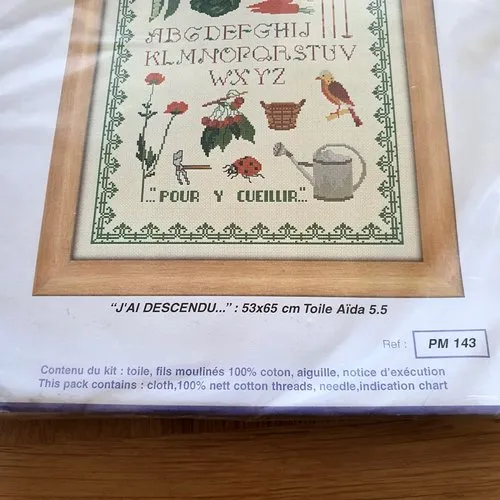 ABCDEFGHIJ
KLMNOPQRSTUV
WXYZ
..."POUR Y CUEILLIR..."
"J'AI DESCENDU..." : 53x65 cm Toile Aïda 5.5
Ref : PM 143
Contenu du kit : toile, fils moulinés 100% coton, aiguille, notice d'exécution
This pack contains : cloth,100% nett cotton threads, needle,indication chart